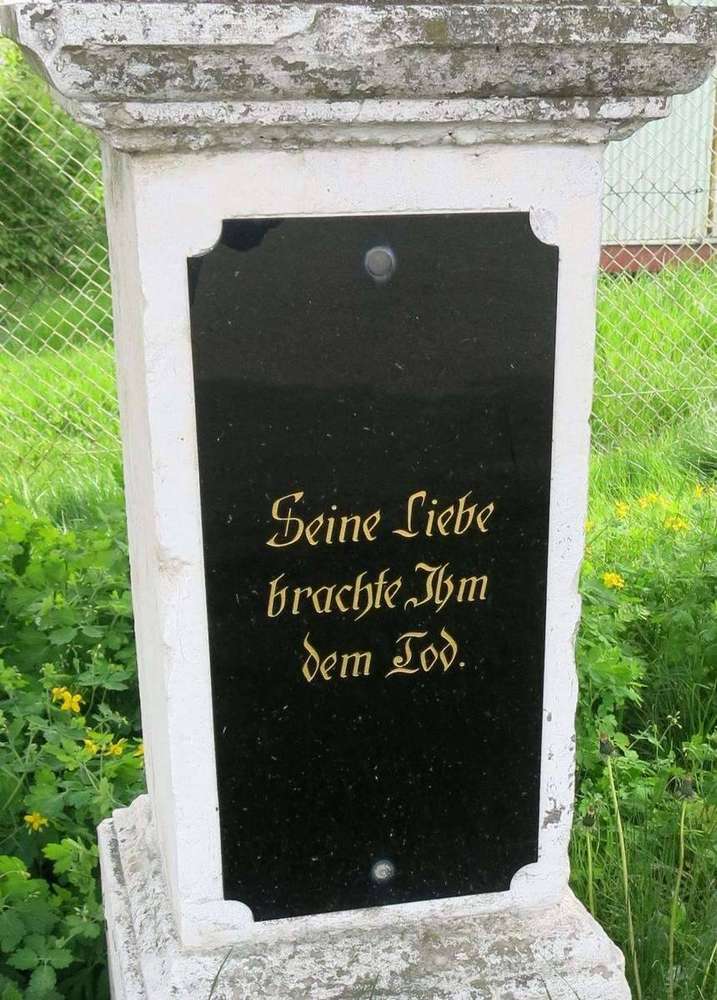 Seine Liebe
brachte Ihm
dem Tod.